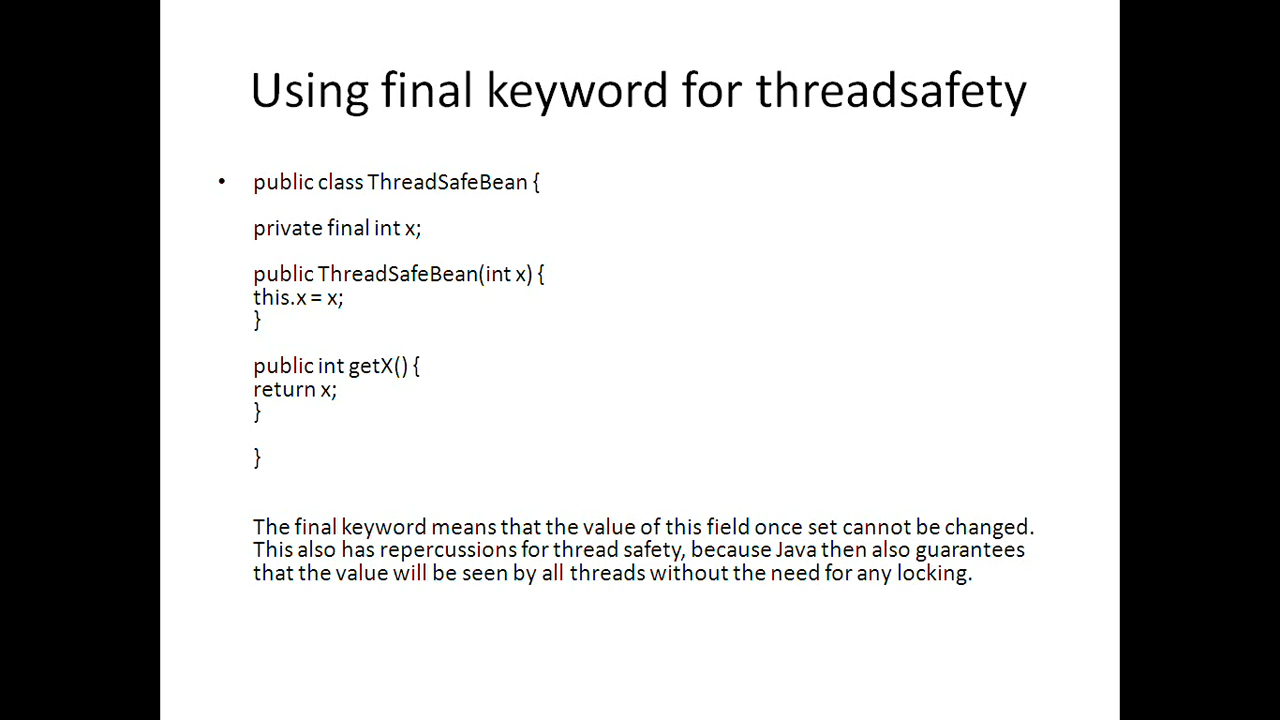 Using final keyword for threadsafety
• public class ThreadSafeBean {
private final int x;
public ThreadSafeBean(int x) {
this.x = x;
}
public int getX() {
return x;
}
}
The final keyword means that the value of this field once set cannot be changed.
This also has repercussions for thread safety, because Java then also guarantees
that the value will be seen by all threads without the need for any locking.